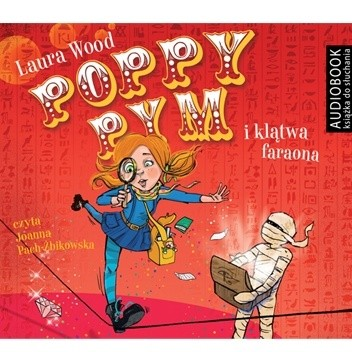 Laura Wood
POPPY
PYM
i klątwa
faraona
czyta
Joanna
Pach-Żbikowska
AUDIOBOOK
książka do słuchania